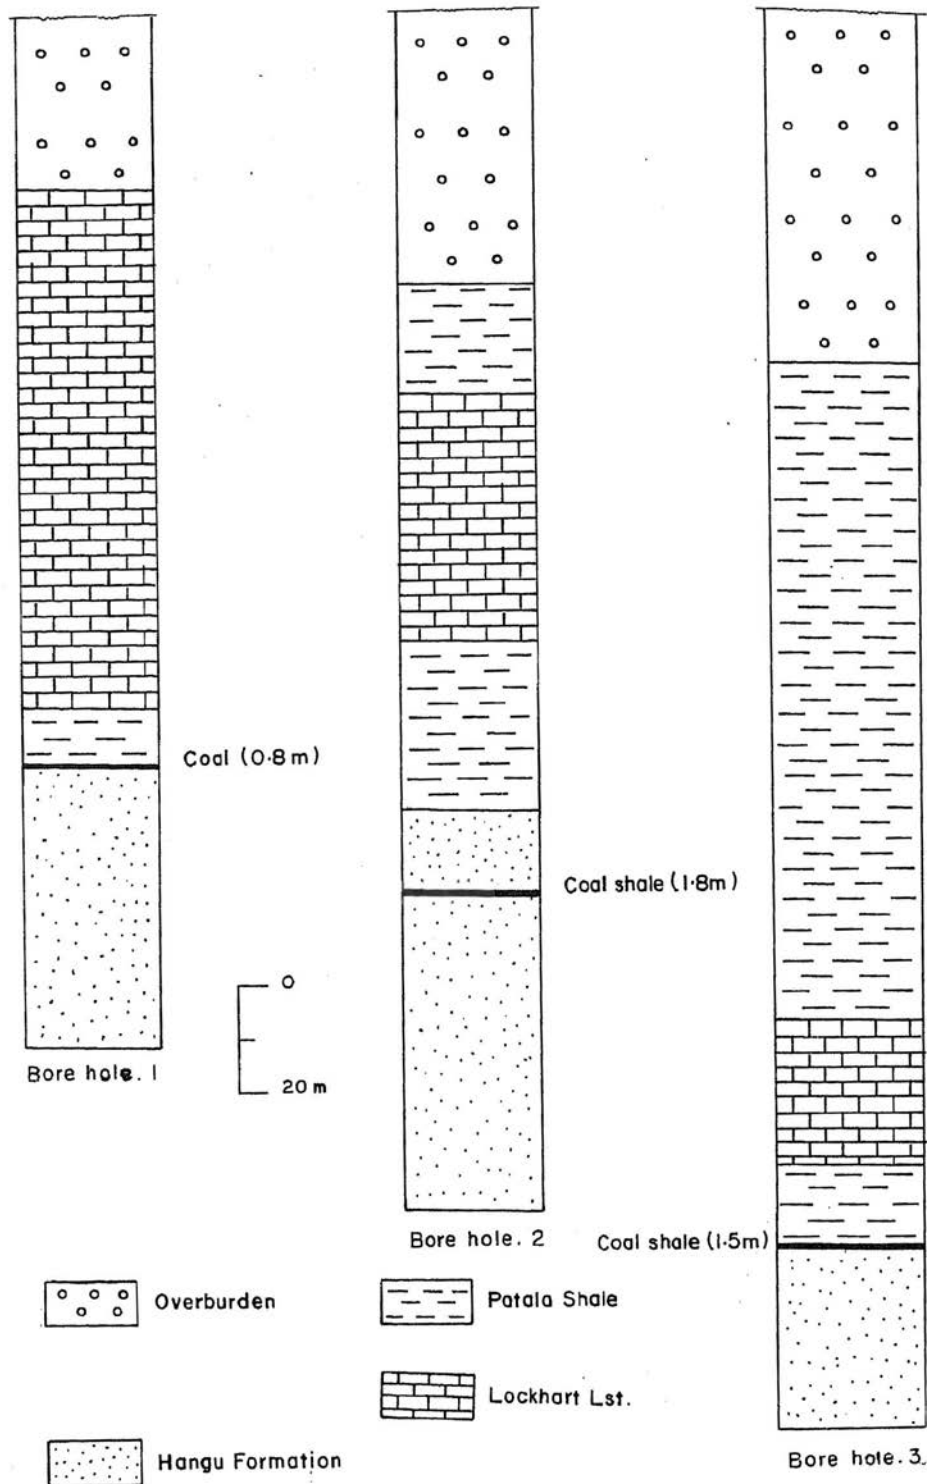 Coal (0.8m)
Coal shale (1.8m)
0
20 m
Bore hole. 1
Bore hole. 2
Coal shale (1.5m)
Overburden
Patala Shale
Lockhart Lst.
Hangu Formation
Bore hole. 3